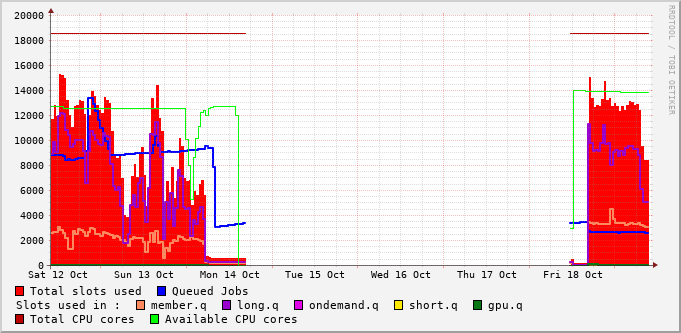 20000
18000
16000
14000
12000
10000
8000
6000
4000
2000
0
Sat 12 Oct Sun 13 Oct Mon 14 Oct Tue 15 Oct Wed 16 Oct Thu 17 Oct Fri 18 Oct
Total slots used Queued Jobs
Slots used in : member.q long.q ondemand.q short.q gpu.q
Total CPU cores Available CPU cores
RRDTOOL / TOBI OETIKER